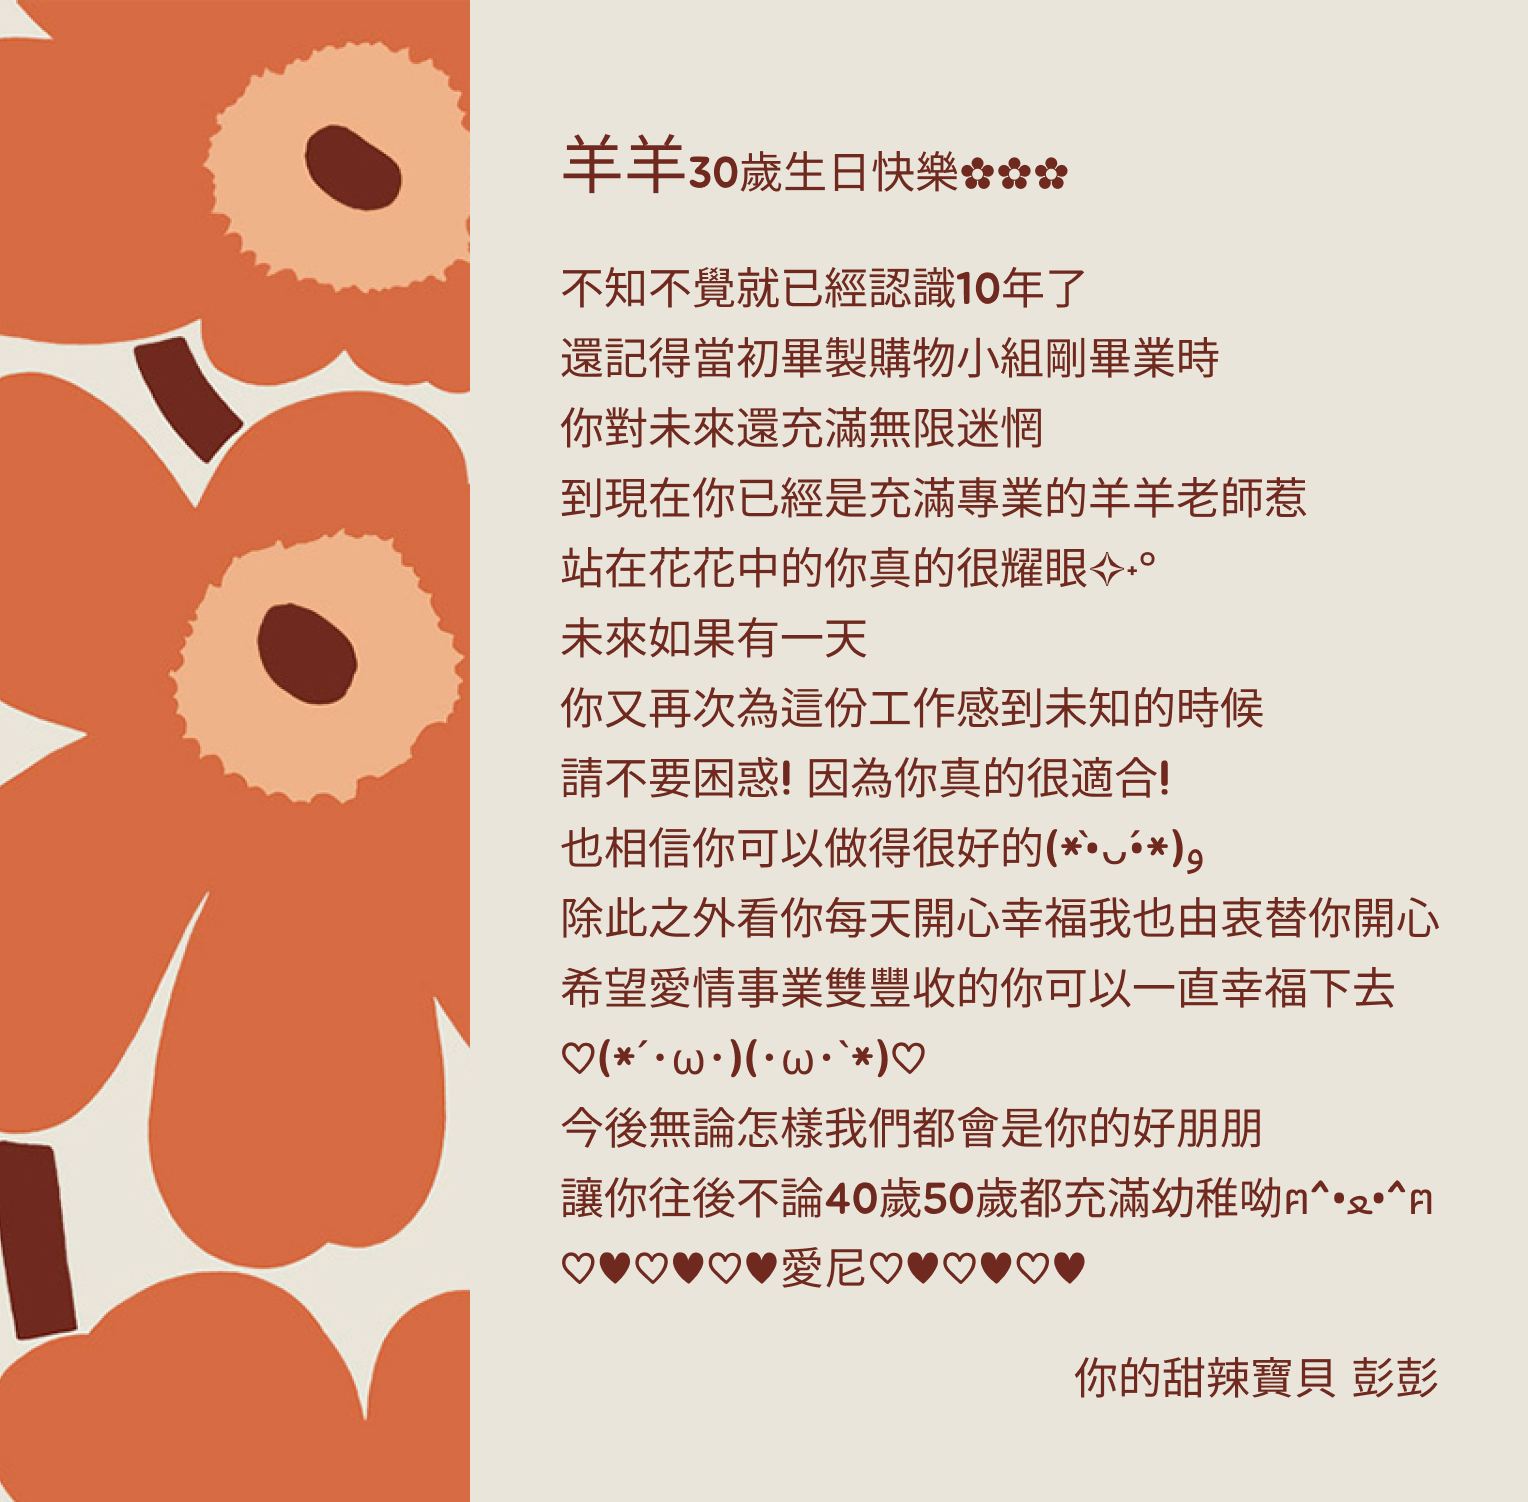 羊羊30歲生日快樂✿✿✿
不知不覺就已經認識10年了
還記得當初畢製購物小組剛畢業時
你對未來還充滿無限迷惘
到現在你已經是充滿專業的羊羊老師惹
站在花花中的你真的很耀眼✧˖°
未來如果有一天
你又再次為這份工作感到未知的時候
請不要困惑! 因為你真的很適合!
也相信你可以做得很好的(*•̀ᴗ•́*)و
除此之外看你每天開心幸福我也由衷替你開心
希望愛情事業雙豐收的你可以一直幸福下去
♡(*´･ω･)(･ω･`*)♡
今後無論怎樣我們都會是你的好朋朋
讓你往後不論40歲50歲都充滿幼稚呦ฅ^•ﻌ•^ฅ
♡♥♡♥♡♥愛尼♡♥♡♥♡♥
你的甜辣寶貝 彭彭